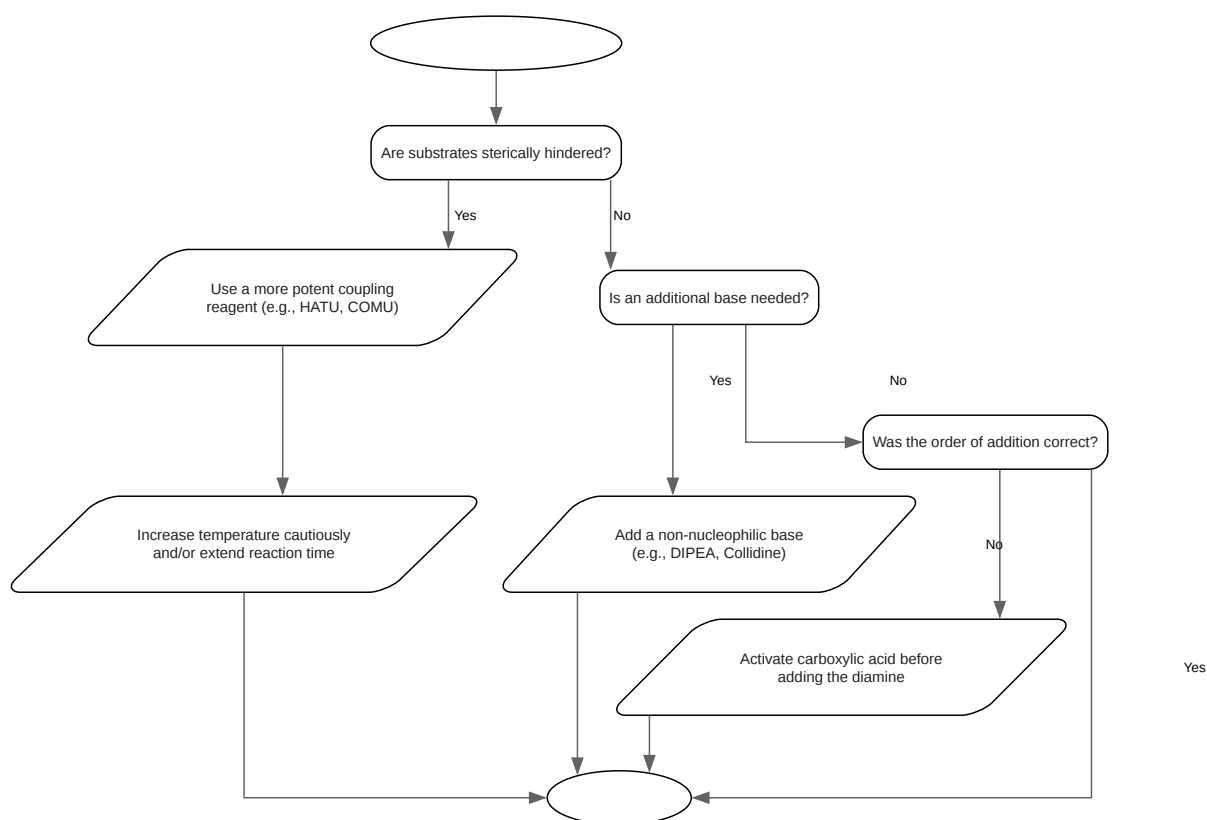 Are substrates sterically hindered?
Yes
No
Use a more potent coupling
reagent (e.g., HATU, COMU)
Is an additional base needed?
Yes
No
Was the order of addition correct?
Increase temperature cautiously
and/or extend reaction time
Add a non-nucleophilic base
(e.g., DIPEA, Collidine)
No
Activate carboxylic acid before
adding the diamine
Yes